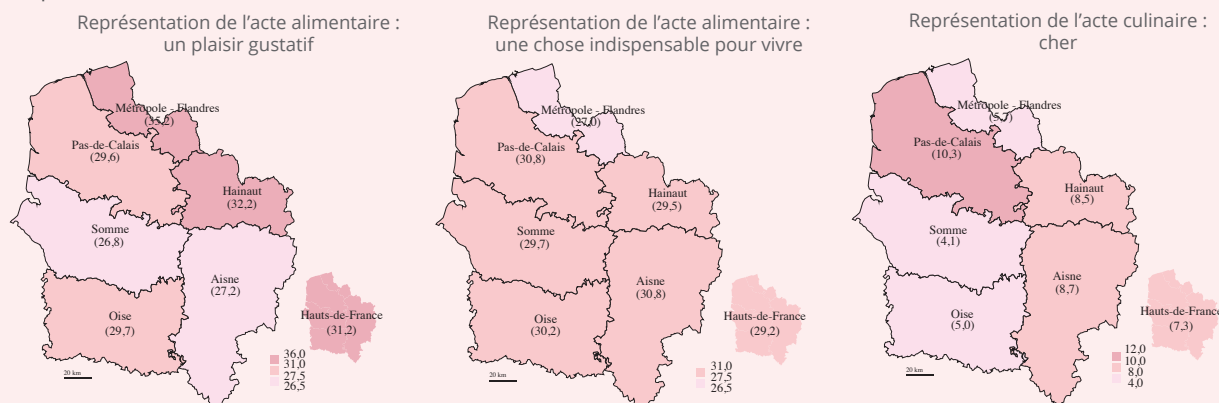 Représentation de l’acte alimentaire :
un plaisir gustatif
Métropole - Flandres
(35,2)
Pas-de-Calais
(29,6)
Hainaut
(32,2)
Somme
(26,8)
Aisne
(27,2)
Oise
(29,7)
Hauts-de-France
(31,2)
36,0
31,0
27,5
26,5
20 km
Représentation de l’acte alimentaire :
une chose indispensable pour vivre
Métropole - Flandres
(27,0)
Pas-de-Calais
(30,8)
Hainaut
(29,5)
Somme
(29,7)
Aisne
(30,8)
Oise
(30,2)
Hauts-de-France
(29,2)
31,0
27,5
26,5
20 km
Représentation de l’acte culinaire :
cher
Métropole - Flandres
(5,7)
Pas-de-Calais
(10,3)
Hainaut
(8,5)
Somme
(4,1)
Aisne
(8,7)
Oise
(5,0)
Hauts-de-France
(7,3)
12,0
10,0
8,0
4,0
20 km